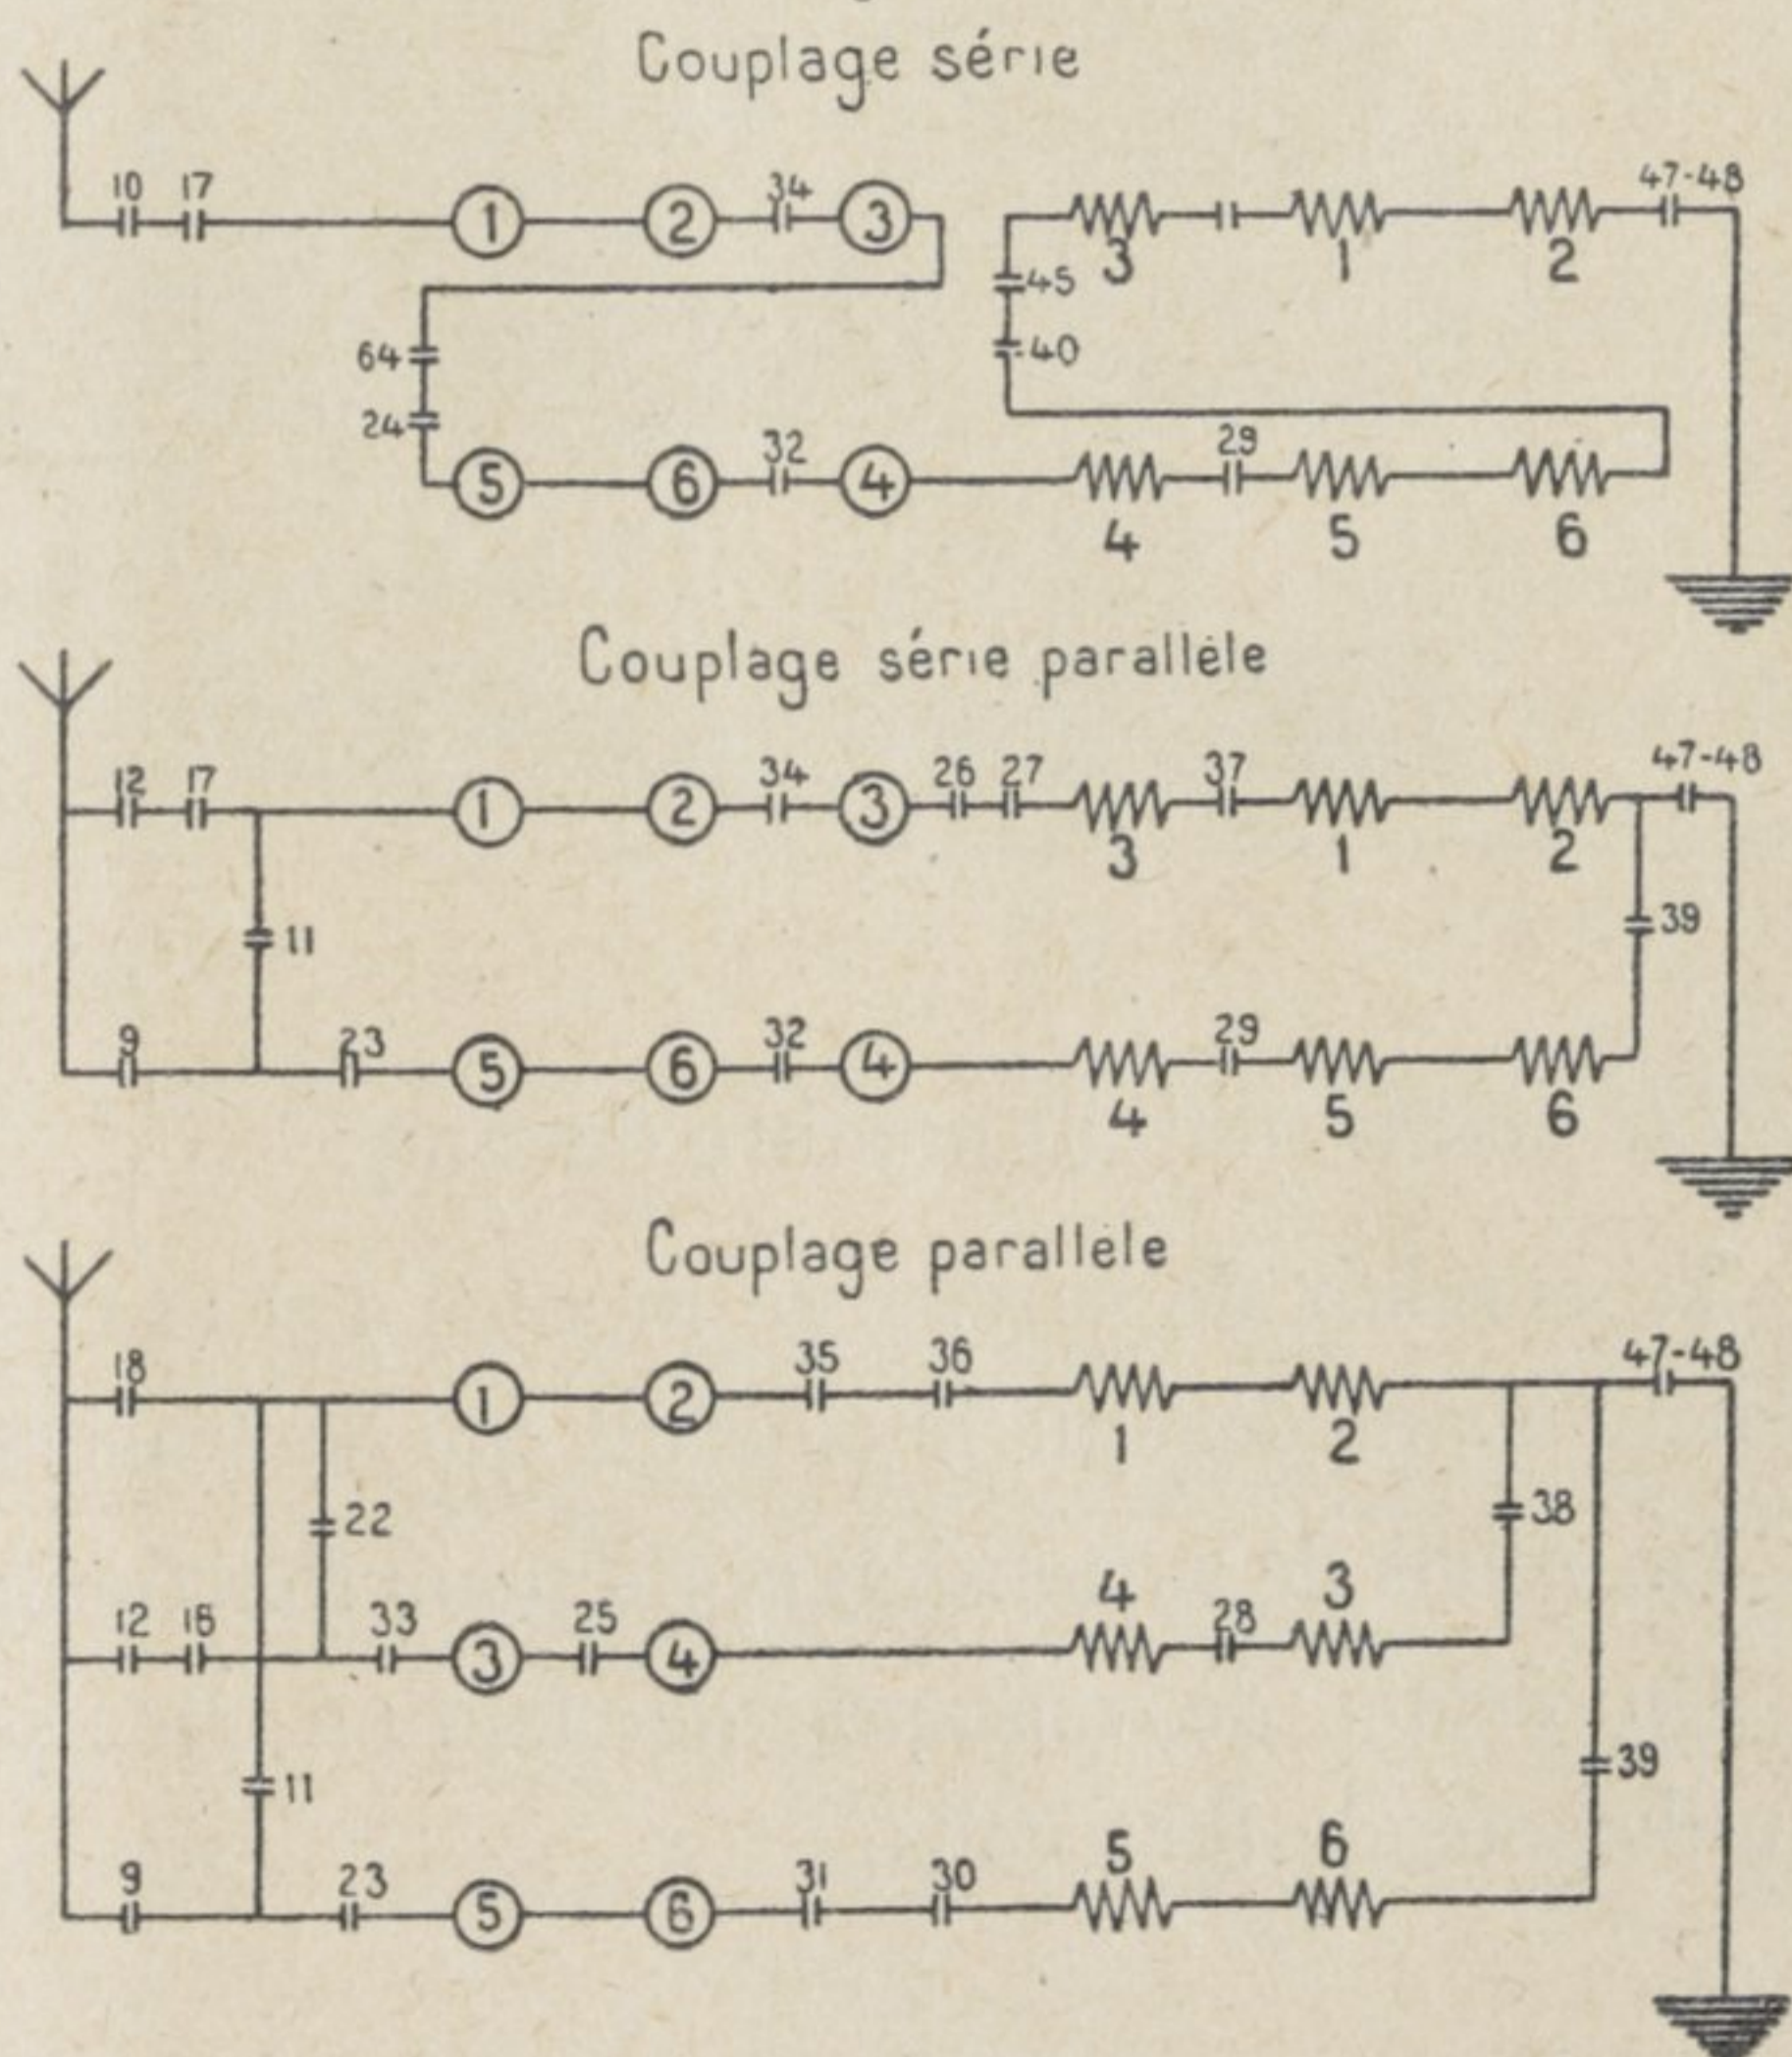 Couplage série
10 17 1 2 34 3 3 1 2 47-48
45
64 40
24 5 6 32 4 4 29 5 6
Couplage série parallèle
12 17 1 2 34 3 26 27 3 37 1 2 47-48
11 39
9 23 5 6 32 4 4 29 5 6
Couplage parallèle
18 1 2 35 36 1 2 47-48
22 38
12 16 33 3 25 4 4 28 3
11 39
9 23 5 6 31 30 5 6